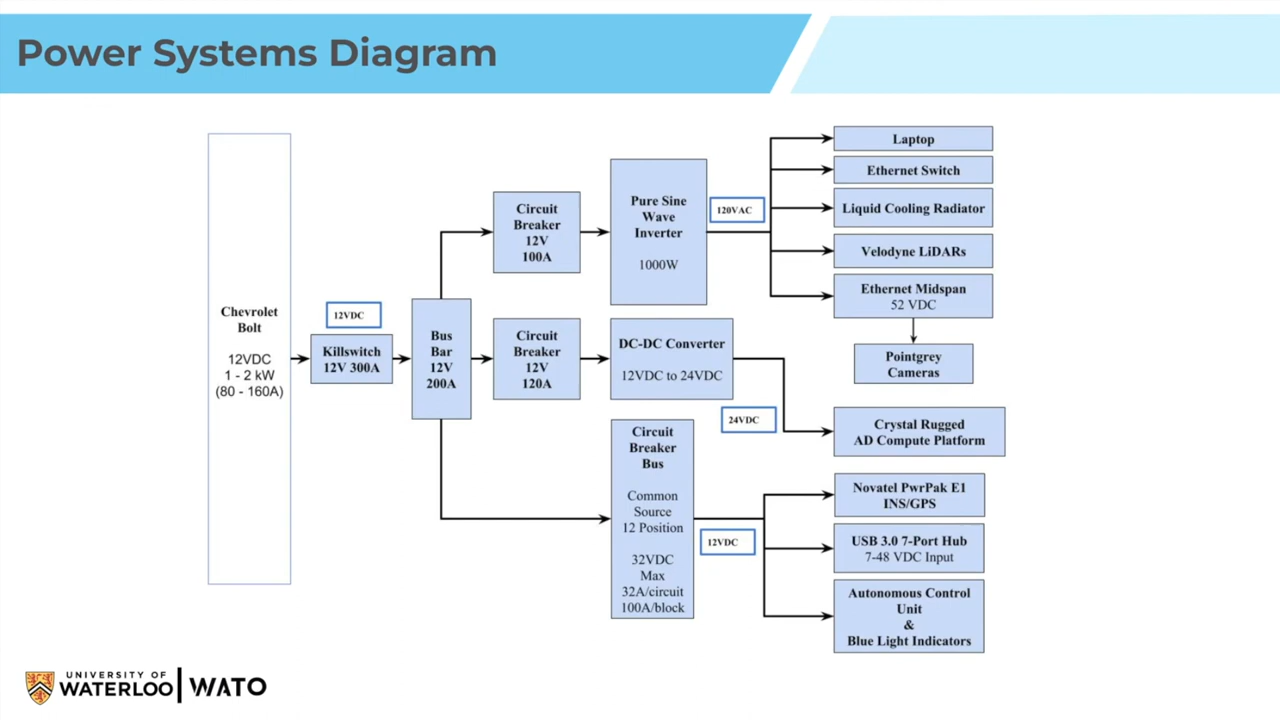 Power Systems Diagram
Chevrolet
Bolt
12VDC
1 - 2 kW
(80 - 160A)
12VDC
Killswitch
12V 300A
Bus
Bar
12V
200A
Circuit
Breaker
12V
100A
Pure Sine
Wave
Inverter
1000W
120VAC
Laptop
Ethernet Switch
Liquid Cooling Radiator
Velodyne LiDARs
Ethernet Midspan
52 VDC
Pointgrey
Cameras
Circuit
Breaker
12V
120A
DC-DC Converter
12VDC to 24VDC
24VDC
Crystal Rugged
AD Compute Platform
Circuit
Breaker
Bus
Common
Source
12 Position
32VDC
Max
32A/circuit
100A/block
12VDC
Novatel PwrPak E1
INS/GPS
USB 3.0 7-Port Hub
7-48 VDC Input
Autonomous Control
Unit
&
Blue Light Indicators
UNIVERSITY OF
WATERLOO
WATO